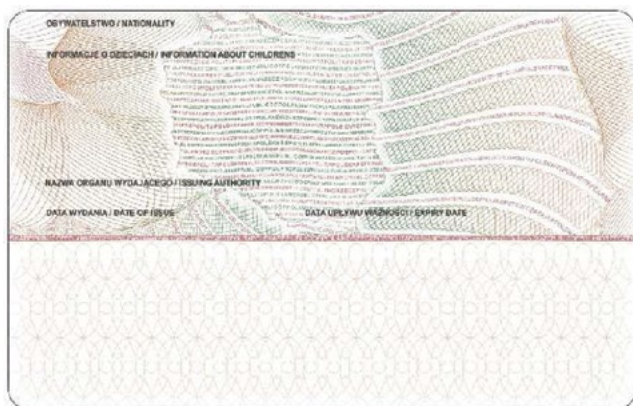 OBYWATELSTWO / NATIONALITY
INFORMACJE O DZIECIACH / INFORMATION ABOUT CHILDRENS
NAZWA ORGANU WYDAJĄCEGO / ISSUING AUTHORITY
DATA WYDANIA / DATE OF ISSUE
DATA UPŁYWU WAŻNOŚCI / EXPIRY DATE